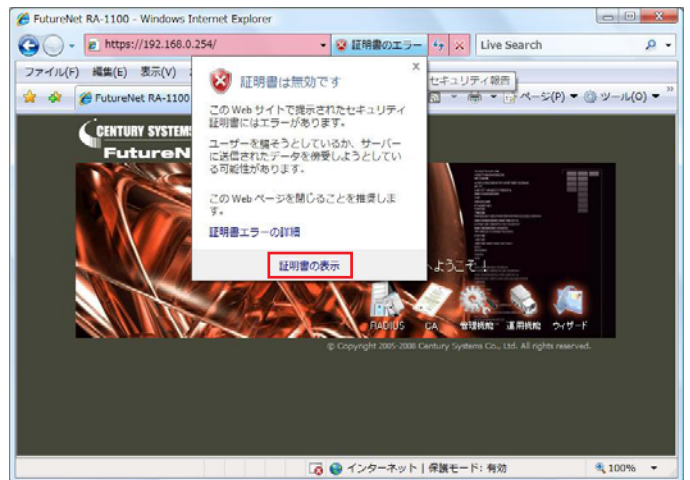 FutureNet RA-1100 - Windows Internet Explorer
https://192.168.0.254/
証明書のエラー
Live Search
ファイル(F) 編集(E) 表示(V)
証明書は無効です
セキュリティ報告
FutureNet RA-1100
ページ(P)
ツール(O)
この Web サイトで提示されたセキュリティ
証明書にはエラーがあります。
ユーザーを騙そうとしているか、サーバー
に送信されたデータを傍受しようとしてい
る可能性があります。
この Web ページを閉じることを推奨しま
す。
証明書エラーの詳細
証明書の表示
CENTURY SYSTEMS
FutureN
へようこそ！
RADIUS
CA
管理機能
運用機能
ウィザード
© Copyright 2005-2008 Century Systems Co., Ltd. All rights reserved.
インターネット | 保護モード: 有効
100%